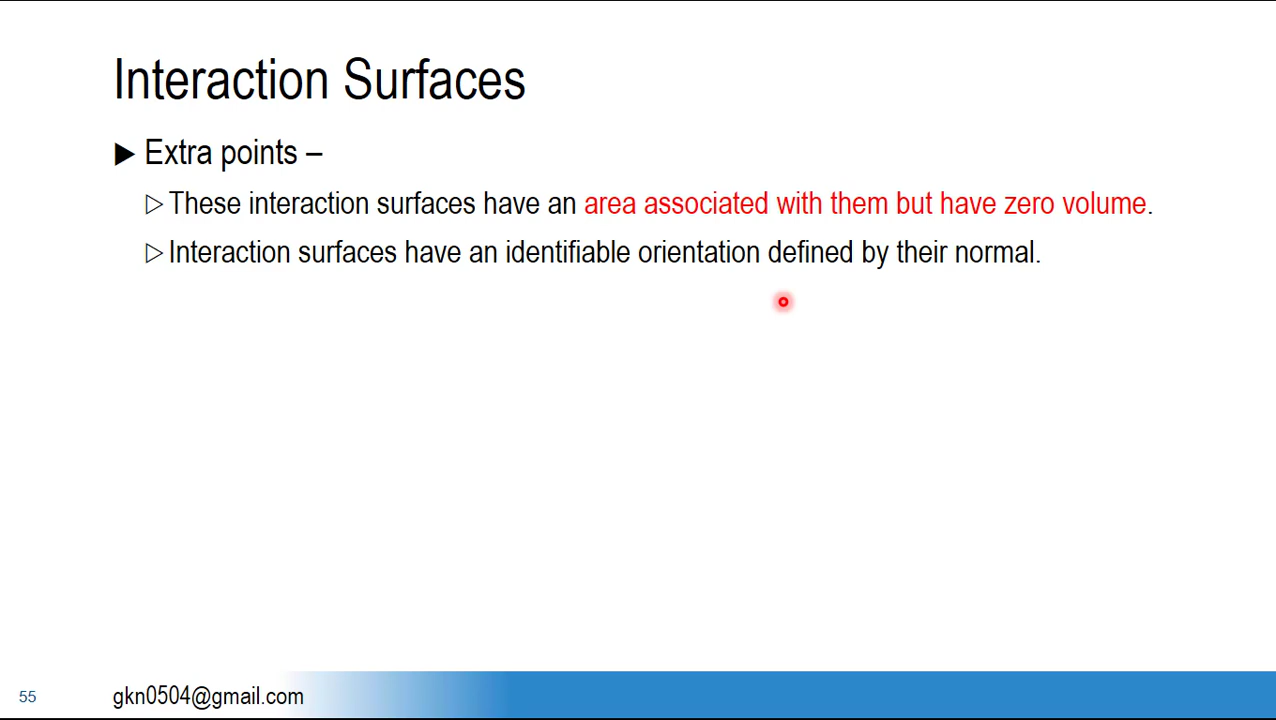 Interaction Surfaces
Extra points –
These interaction surfaces have an area associated with them but have zero volume.
Interaction surfaces have an identifiable orientation defined by their normal.
55
gkn0504@gmail.com